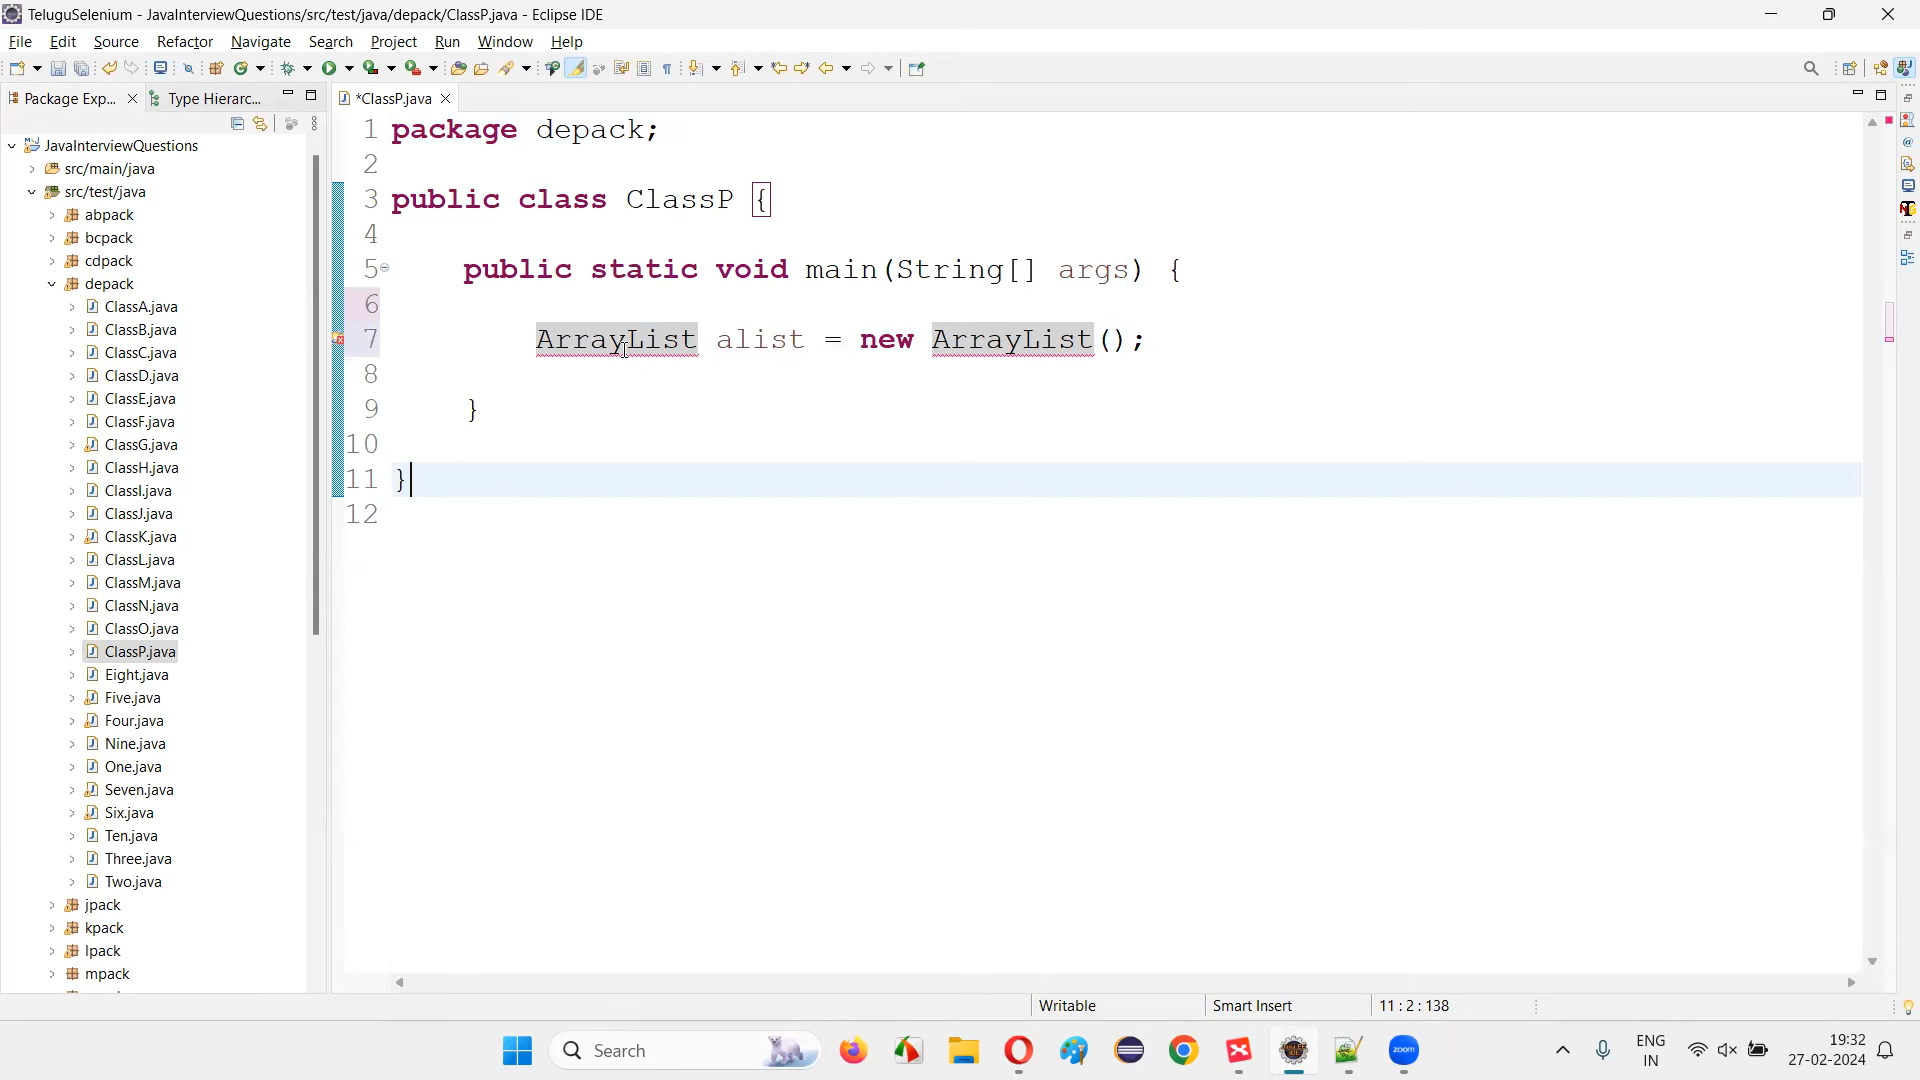 TeluguSelenium - JavaInterviewQuestions/src/test/java/depack/ClassP.java - Eclipse IDE
File Edit Source Refactor Navigate Search Project Run Window Help
Package Exp... Type Hierarc...
*ClassP.java
JavaInterviewQuestions
src/main/java
src/test/java
abpack
bcpack
cdpack
depack
ClassA.java
ClassB.java
ClassC.java
ClassD.java
ClassE.java
ClassF.java
ClassG.java
ClassH.java
ClassI.java
ClassJ.java
ClassK.java
ClassL.java
ClassM.java
ClassN.java
ClassO.java
ClassP.java
Eight.java
Five.java
Four.java
Nine.java
One.java
Seven.java
Six.java
Ten.java
Three.java
Two.java
jpack
kpack
lpack
mpack
1 package depack;
2
3 public class ClassP {
4
5 public static void main(String[] args) {
6
7 ArrayList alist = new ArrayList();
8
9 }
10
11 }
12
Writable Smart Insert 11 : 2 : 138
Search
zoom
ENG
IN
19:32
27-02-2024